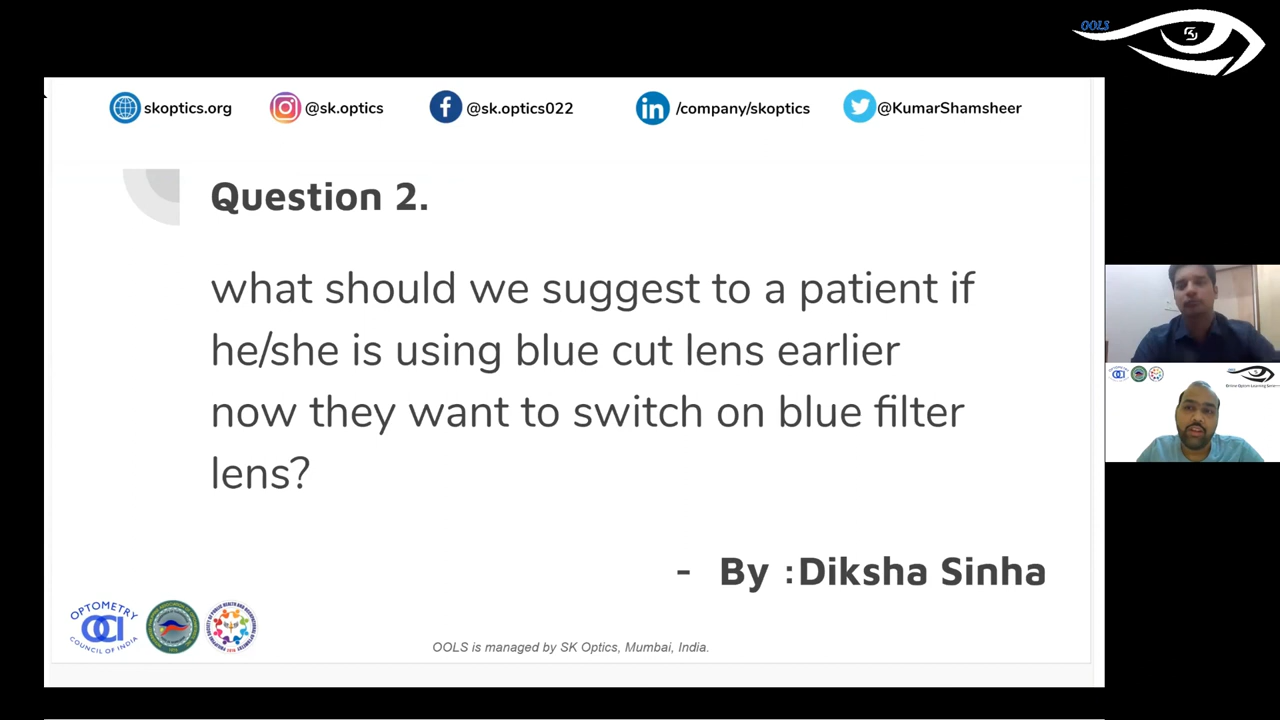 OOLS
skoptics.org @sk.optics @sk.optics022 /company/skoptics @KumarShamsheer
Question 2.
what should we suggest to a patient if
he/she is using blue cut lens earlier
now they want to switch on blue filter
lens?
- By :Diksha Sinha
OPTOMETRY
OCI
COUNCIL OF INDIA
OOLS is managed by SK Optics, Mumbai, India.